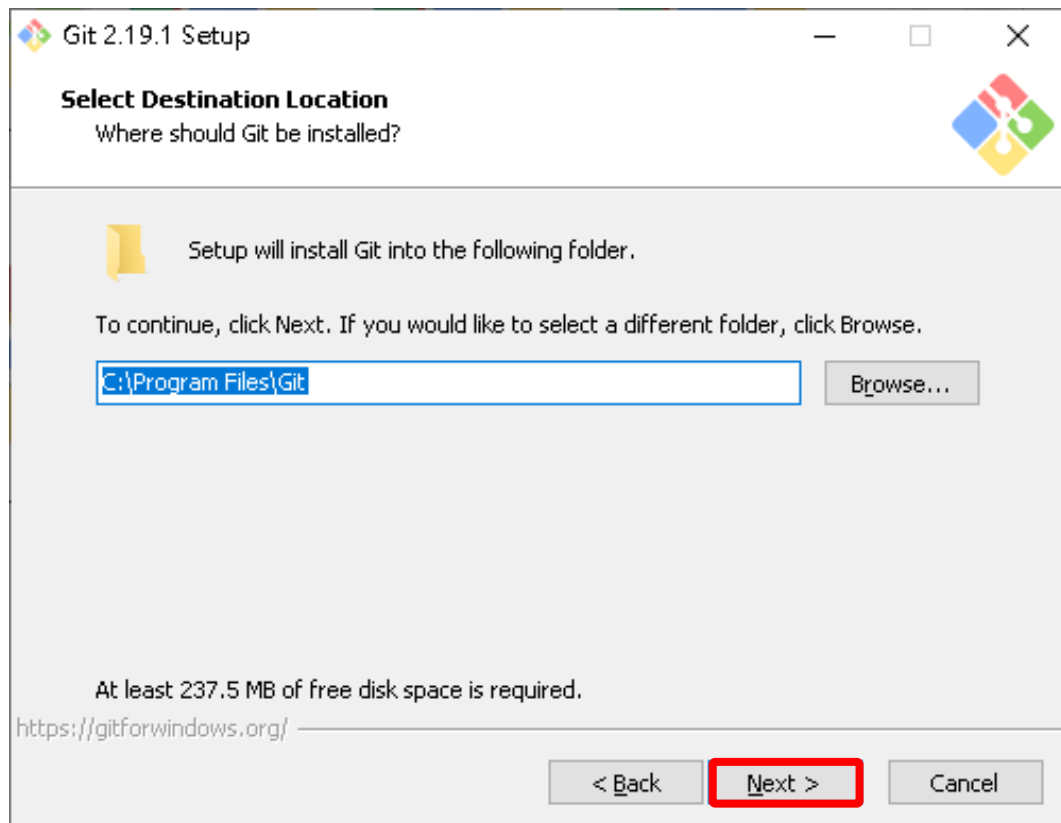 Git 2.19.1 Setup
Select Destination Location
Where should Git be installed?
Setup will install Git into the following folder.
To continue, click Next. If you would like to select a different folder, click Browse.
C:\Program Files\Git
Browse...
At least 237.5 MB of free disk space is required.
https://gitforwindows.org/
< Back
Next >
Cancel